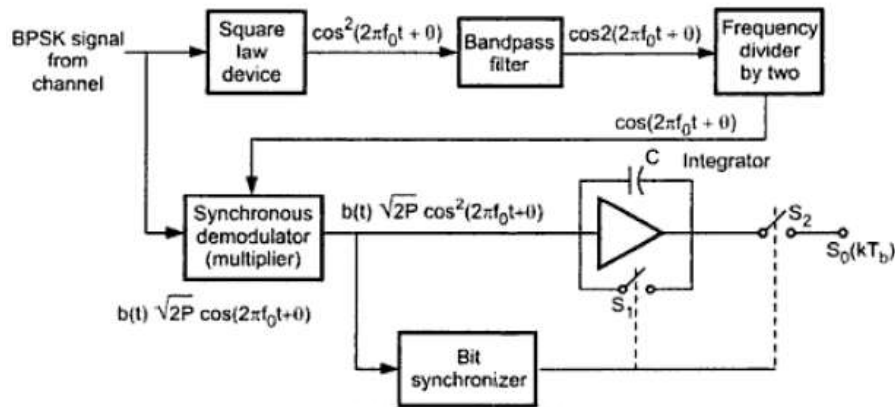 BPSK signal
from
channel
Square
law
device
cos²(2πf₀t + θ)
Bandpass
filter
cos2(2πf₀t + θ)
Frequency
divider
by two
cos(2πf₀t + θ)
Synchronous
demodulator
(multiplier)
b(t) √2P cos²(2πf₀t+θ)
C
Integrator
S₁
S₂
S₀(kT_b)
b(t) √2P cos(2πf₀t+θ)
Bit
synchronizer